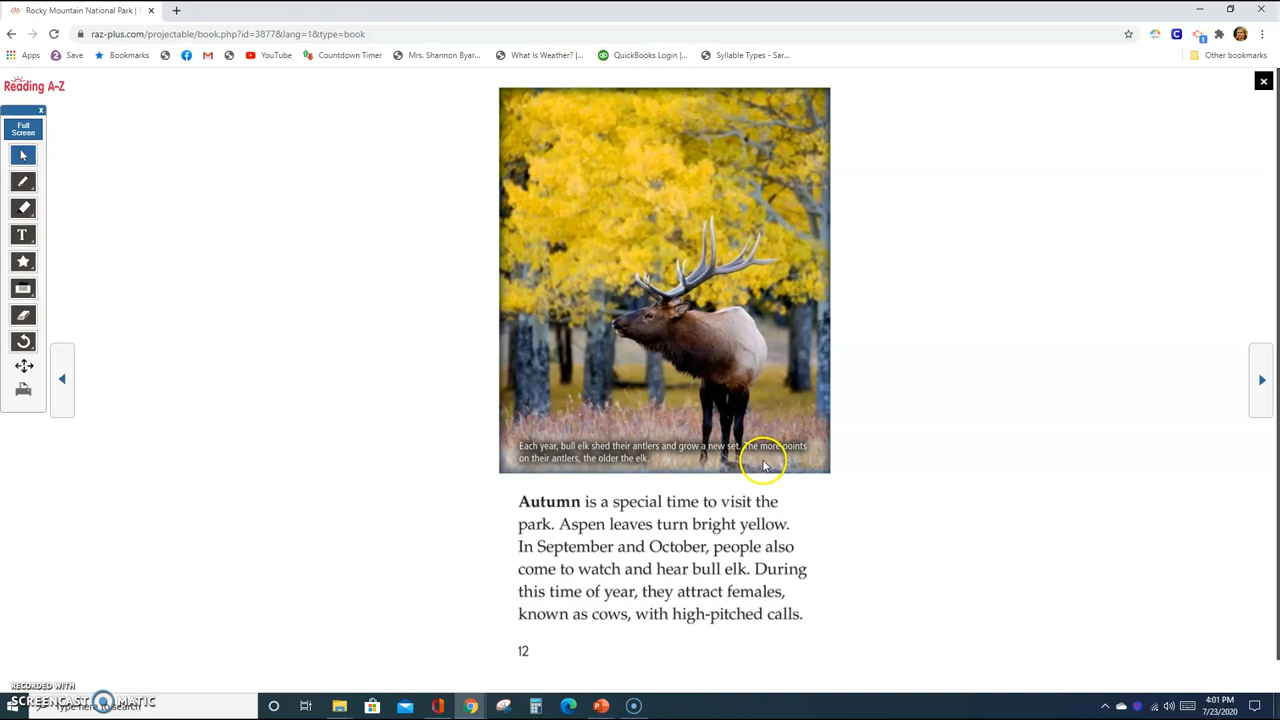 Rocky Mountain National Park |
raz-plus.com/projectable/book.php?id=3877&lang=1&type=book
Apps Save Bookmarks YouTube Countdown Timer Mrs. Shannon Byar... What Is Weather? |... QuickBooks Logi... Syllable Types - Sar... Other bookmarks
Reading A-Z
x
Full
Screen
T
Each year, bull elk shed their antlers and grow a new set. The more points
on their antlers, the older the elk.
Autumn is a special time to visit the
park. Aspen leaves turn bright yellow.
In September and October, people also
come to watch and hear bull elk. During
this time of year, they attract females,
known as cows, with high-pitched calls.
12
RECORDED WITH
SCREENCAST MATIC
Type here to search
4:01 PM
7/23/2020